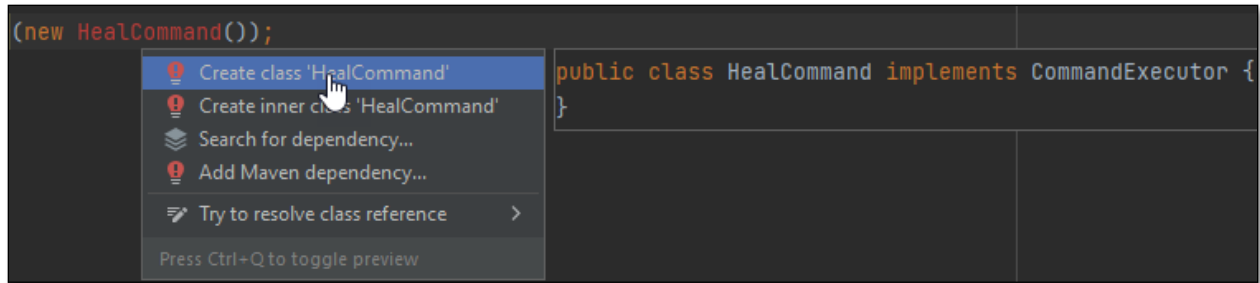 (new HealCommand());
Create class 'HealCommand'
Create inner class 'HealCommand'
Search for dependency...
Add Maven dependency...
Try to resolve class reference
Press Ctrl+Q to toggle preview
public class HealCommand implements CommandExecutor {
}